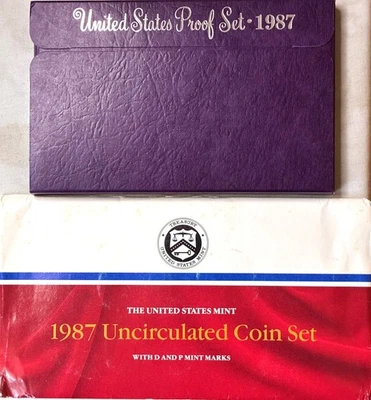 United States Proof Set • 1987
TREASURY
UNITED STATES MINT
THE UNITED STATES MINT
1987 Uncirculated Coin Set
WITH D AND P MINT MARKS